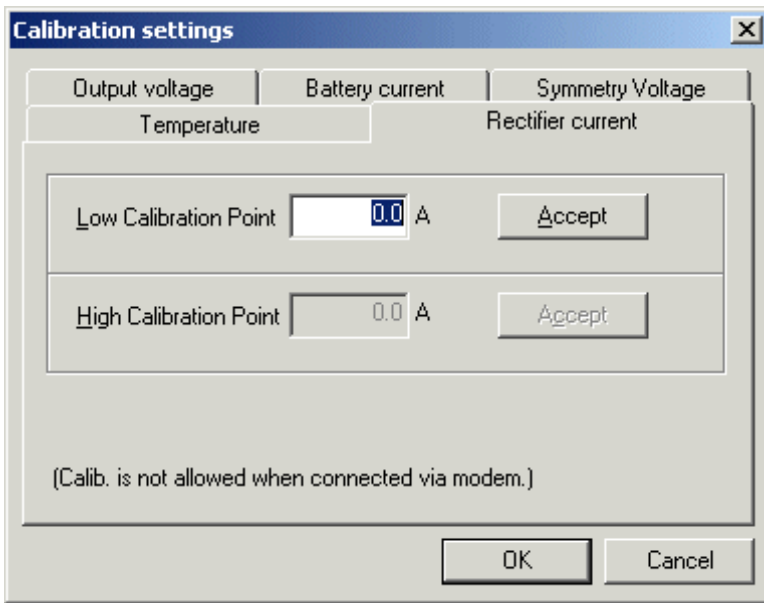 Calibration settings
Output voltage Battery current Symmetry Voltage
Temperature Rectifier current
Low Calibration Point 0.0 A Accept
High Calibration Point 0.0 A Accept
(Calib. is not allowed when connected via modem.)
OK Cancel